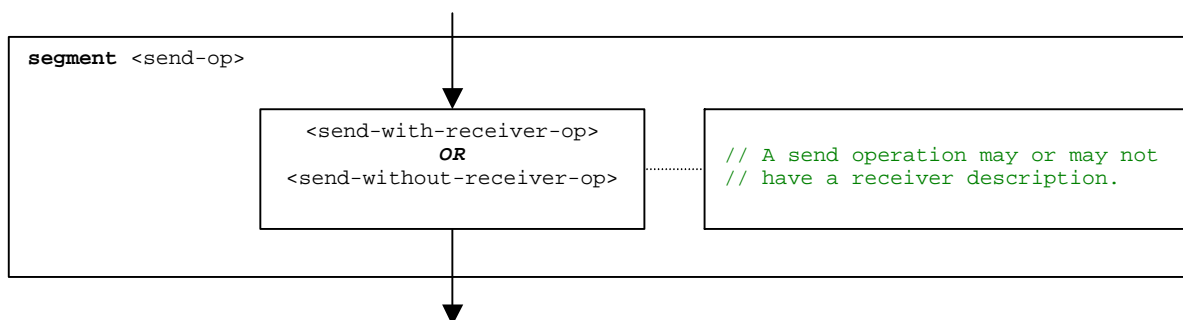 segment <send-op>
<send-with-receiver-op>
OR
<send-without-receiver-op>
// A send operation may or may not
// have a receiver description.